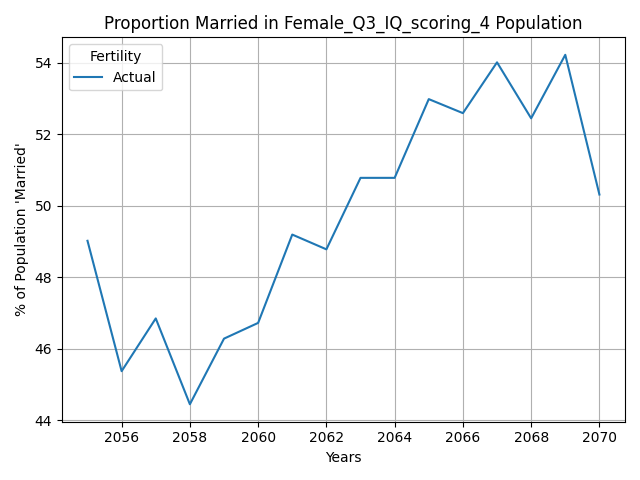 Proportion Married in Female_Q3_IQ_scoring_4 Population
Fertility
Actual
% of Population 'Married'
54
52
50
48
46
44
2056 2058 2060 2062 2064 2066 2068 2070
Years